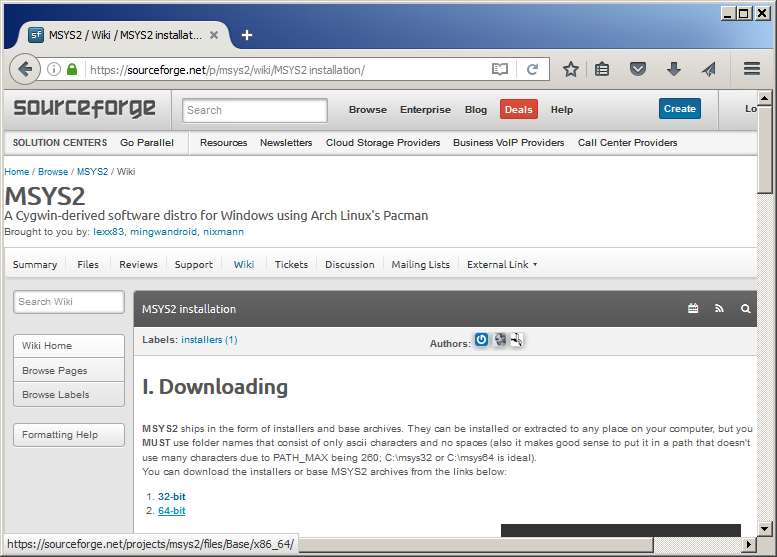 MSYS2 / Wiki / MSYS2 installat...
https://sourceforge.net/p/msys2/wiki/MSYS2 installation/
sourceforge
Search
Browse Enterprise Blog Deals Help Create Lo
SOLUTION CENTERS Go Parallel Resources Newsletters Cloud Storage Providers Business VoIP Providers Call Center Providers
Home / Browse / MSYS2 / Wiki
MSYS2
A Cygwin-derived software distro for Windows using Arch Linux's Pacman
Brought to you by: lexx83, mingwandroid, nixmann
Summary Files Reviews Support Wiki Tickets Discussion Mailing Lists External Link
Search Wiki
Wiki Home
Browse Pages
Browse Labels
Formatting Help
MSYS2 installation
Labels: installers (1) Authors:
I. Downloading
MSYS2 ships in the form of installers and base archives. They can be installed or extracted to any place on your computer, but you
MUST use folder names that consist of only ascii characters and no spaces (also it makes good sense to put it in a path that doesn't
use many characters due to PATH_MAX being 260; C:\msys32 or C:\msys64 is ideal).
You can download the installers or base MSYS2 archives from the links below:
1. 32-bit
2. 64-bit
https://sourceforge.net/projects/msys2/files/Base/x86_64/